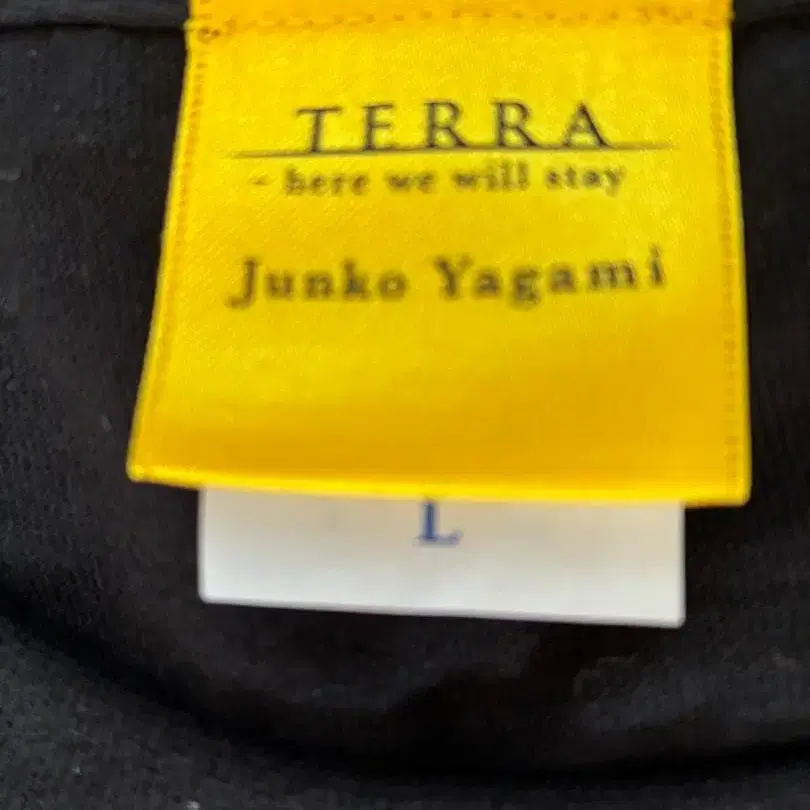 TERRA
- here we will stay
Junko Yagami
L